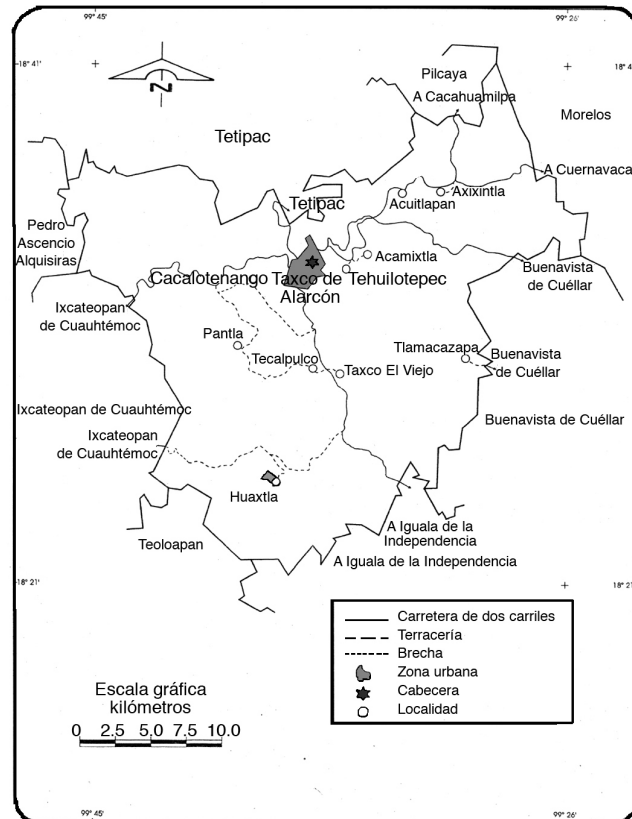 99° 45'
99° 26'
18° 41'
18° 4
N
Pilcaya
A Cacahuamilpa
Morelos
Tetipac
A Cuernavaca
Axixintla
Acuitlapan
Tetipac
Pedro
Ascencio
Alquisiras
Acamixtla
Buenavista
de Cuéllar
Cacalotenango
Taxco de
Alarcón
Tehuilotepec
Ixcateopan
de Cuauhtémoc
Pantla
Tecalpulco
Taxco El Viejo
Tlamacazapa
Buenavista
de Cuéllar
Ixcateopan de Cuauhtémoc
Buenavista de Cuéllar
Ixcateopan
de Cuauhtémoc
Huaxtla
A Iguala de la
Independencia
Teoloapan
A Iguala de la Independencia
18° 21'
18° 2
Carretera de dos carriles
Terracería
Brecha
Zona urbana
Cabecera
Localidad
Escala gráfica
kilómetros
0 2.5 5.0 7.5 10.0
99° 45'
99° 26'